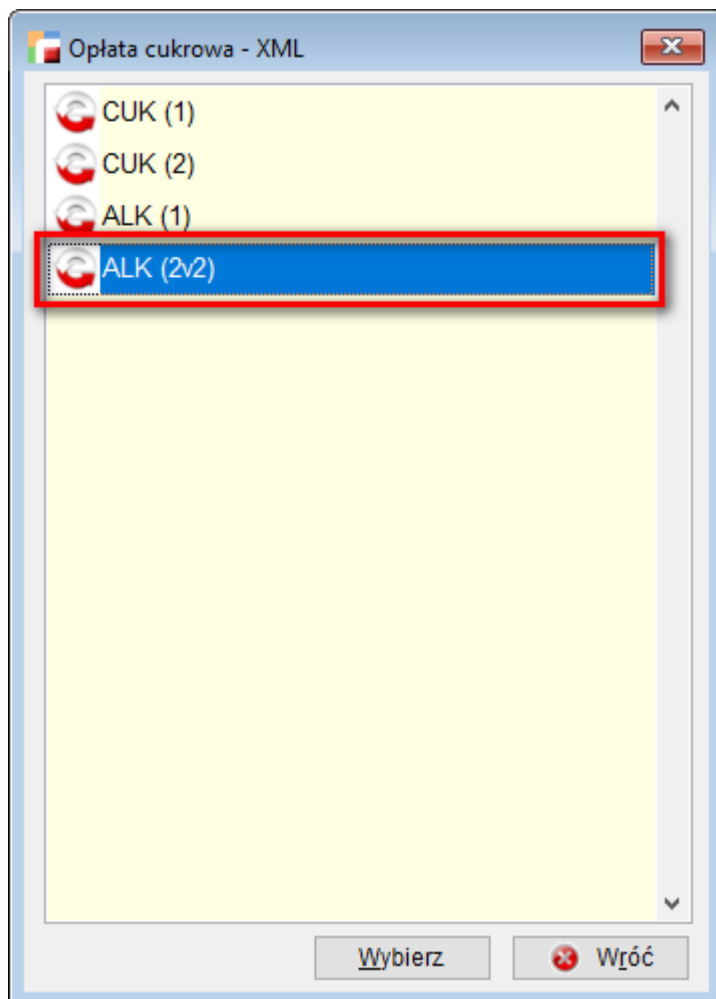 Opłata cukrowa - XML
CUK (1)
CUK (2)
ALK (1)
ALK (2v2)
Wybierz
Wróć